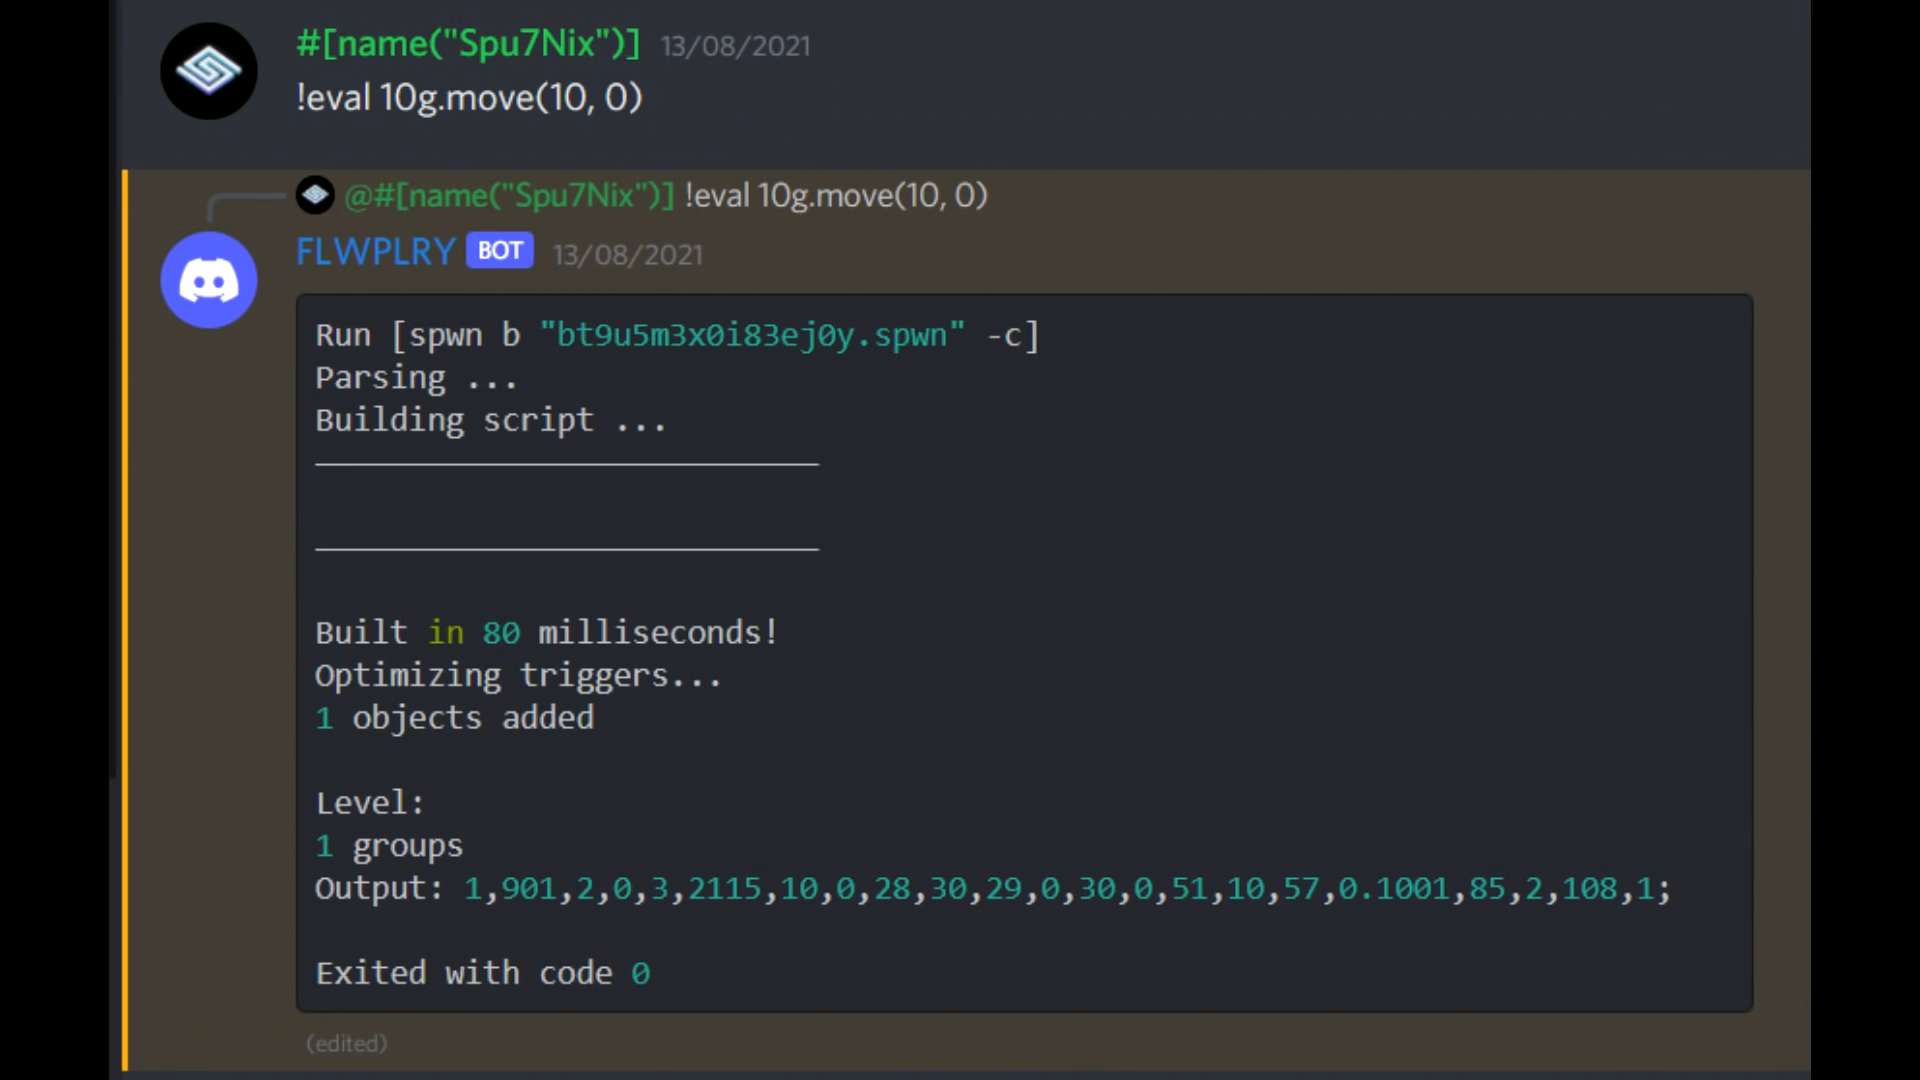 #[name("Spu7Nix")] 13/08/2021
!eval 10g.move(10, 0)
@#[name("Spu7Nix")] !eval 10g.move(10, 0)
FLWPLRY BOT 13/08/2021
Run [spwn b "bt9u5m3x0i83ej0y.spwn" -c]
Parsing ...
Building script ...
Built in 80 milliseconds!
Optimizing triggers...
1 objects added
Level:
1 groups
Output: 1,901,2,0,3,2115,10,0,28,30,29,0,30,0,51,10,57,0.1001,85,2,108,1;
Exited with code 0
(edited)